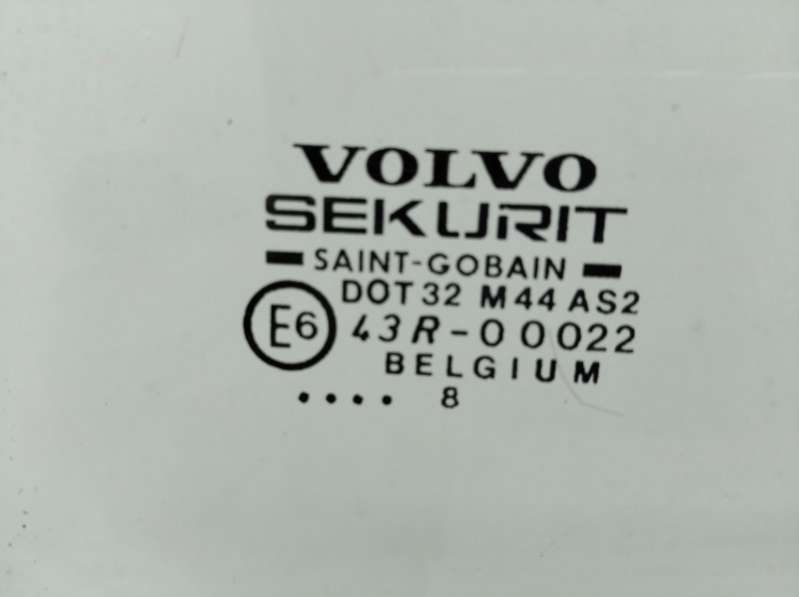 VOLVO
SEKURIT
SAINT-GOBAIN
DOT 32 M44 AS2
E6 43R-00022
BELGIUM
.... 8